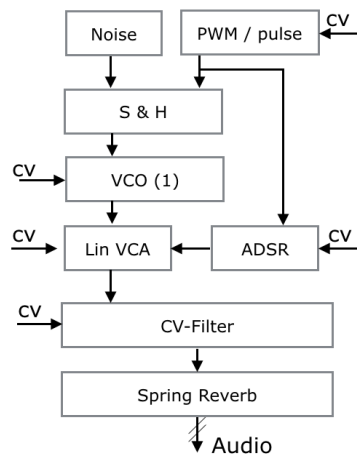 Noise
PWM / pulse
CV
S & H
CV
VCO (1)
CV
Lin VCA
ADSR
CV
CV
CV-Filter
Spring Reverb
Audio